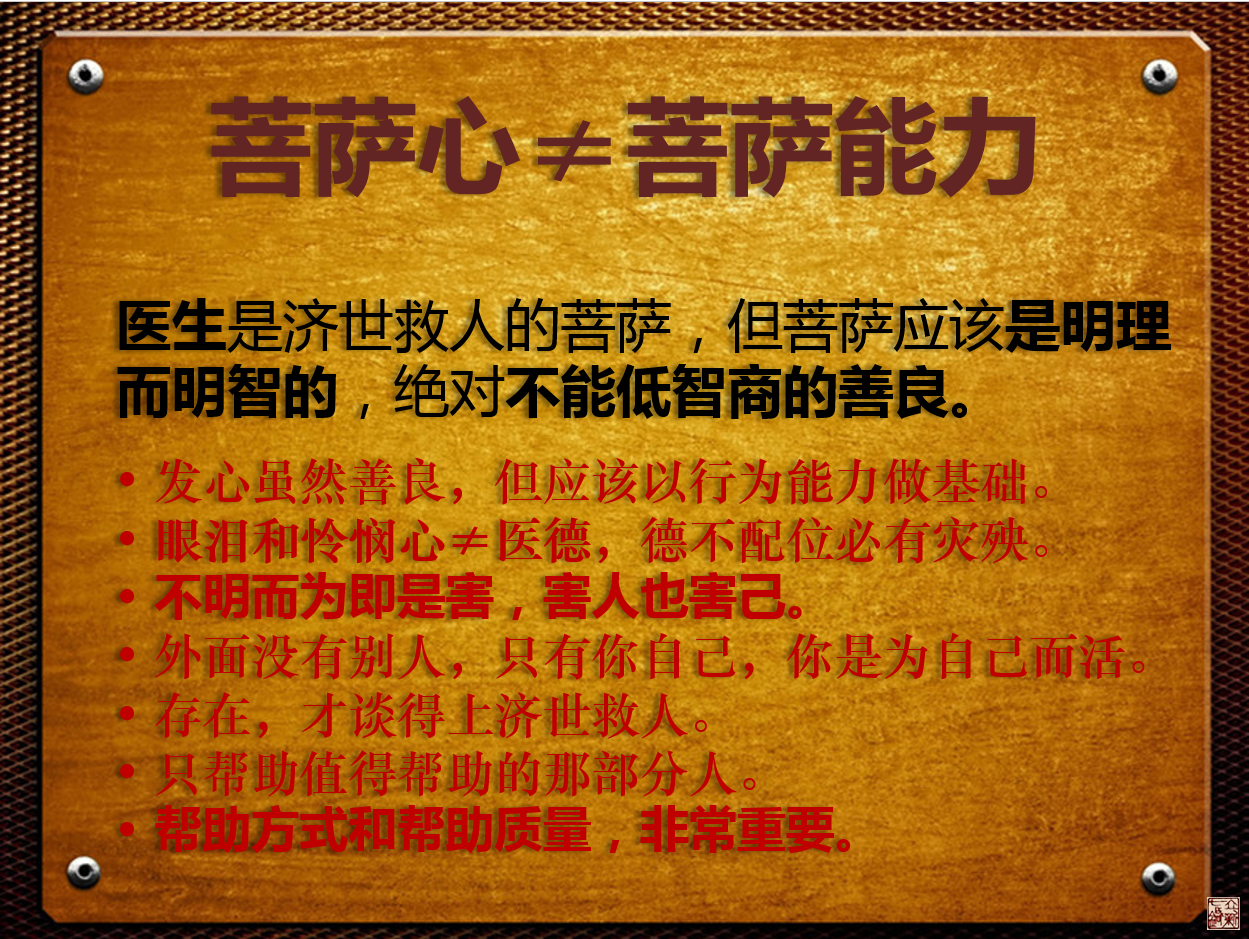 菩萨心≠菩萨能力
医生是济世救人的菩萨，但菩萨应该是明理
而明智的，绝对不能低智商的善良。
• 发心虽然善良，但应该以行为能力做基础。
• 眼泪和怜悯心≠医德，德不配位必有灾殃。
• 不明而为即是害，害人也害己。
• 外面没有别人，只有你自己，你是为自己而活。
• 存在，才谈得上济世救人。
• 只帮助值得帮助的那部分人。
• 帮助方式和帮助质量，非常重要。